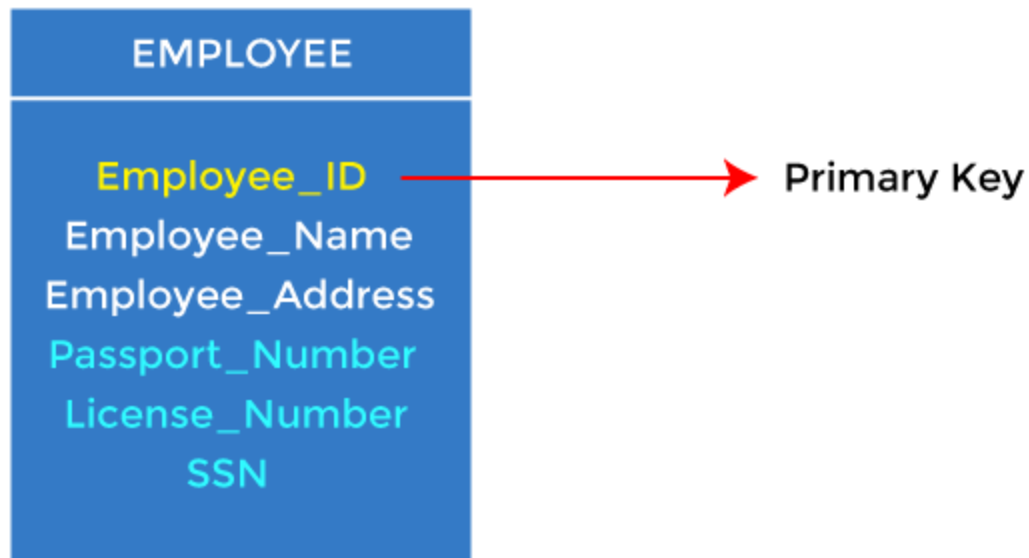 EMPLOYEE
Employee_ID
Primary Key
Employee_Name
Employee_Address
Passport_Number
License_Number
SSN